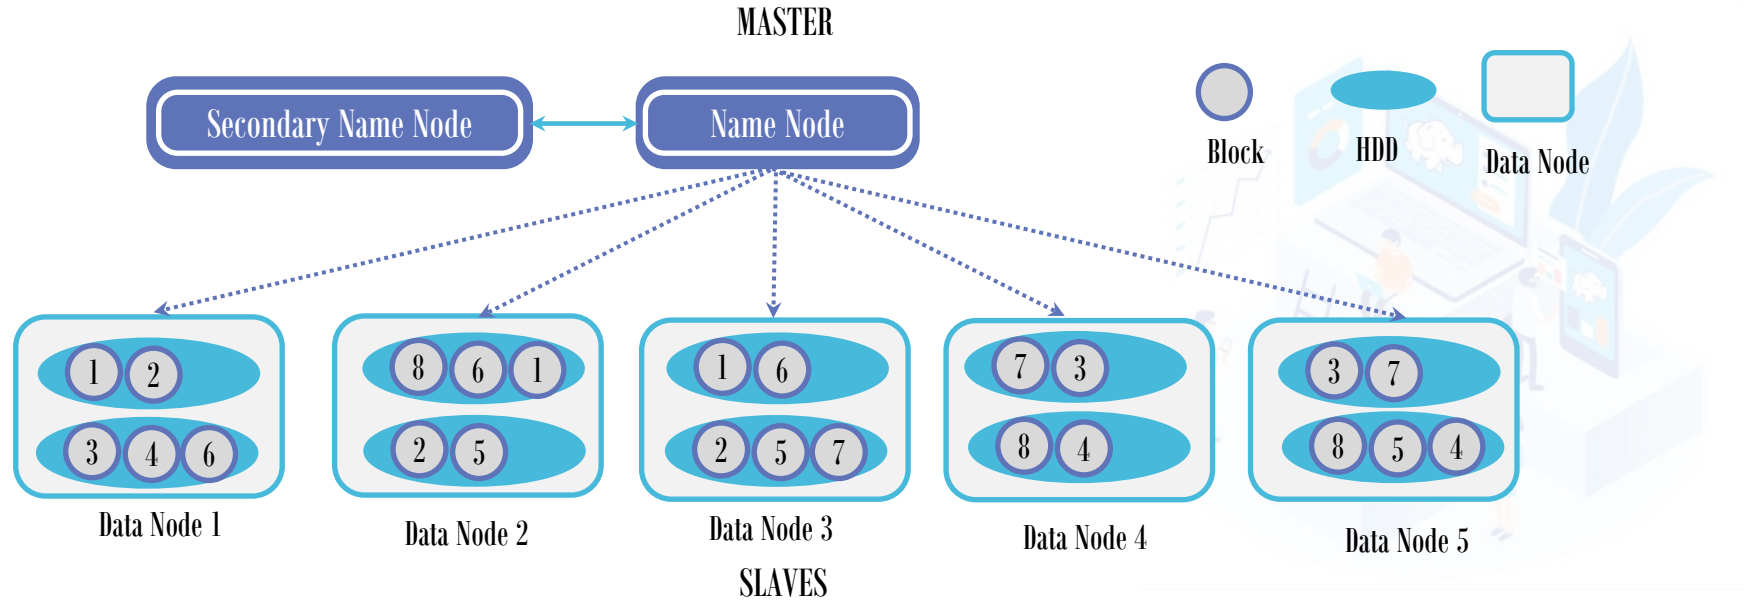 MASTER
Secondary Name Node
Name Node
Block
HDD
Data Node
1 2
3 4 6
Data Node 1
8 6 1
2 5
Data Node 2
1 6
2 5 7
Data Node 3
7 3
8 4
Data Node 4
3 7
8 5 4
Data Node 5
SLAVES